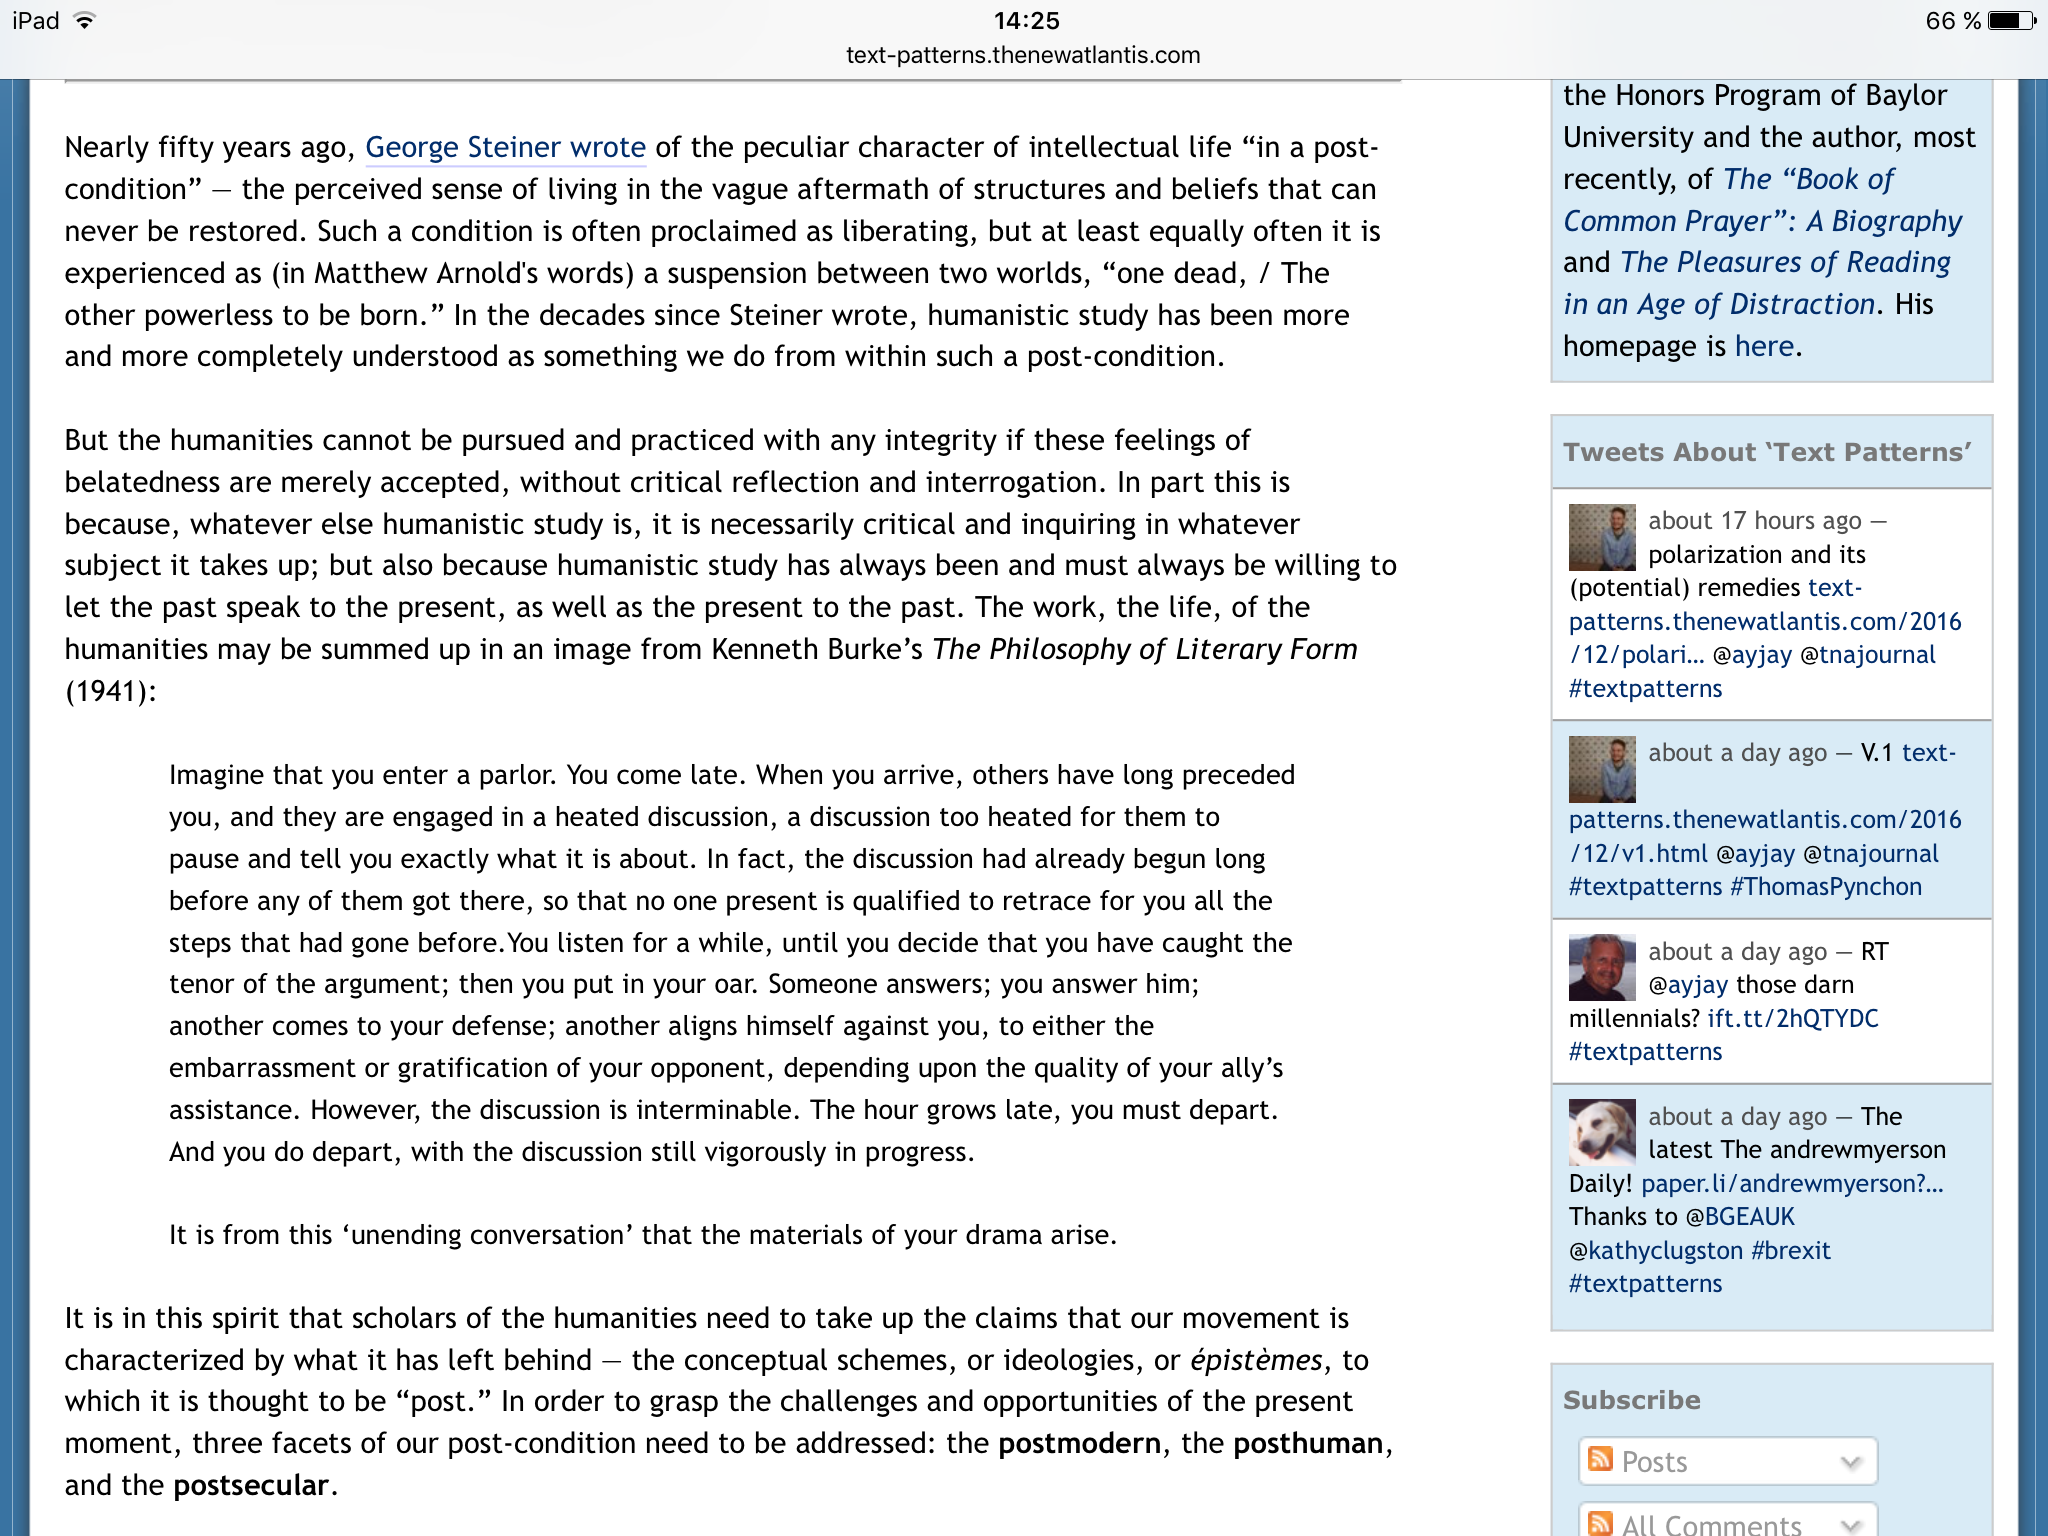 iPad
14:25
66 %
text-patterns.thenewatlantis.com
Nearly fifty years ago, George Steiner wrote of the peculiar character of intellectual life “in a post-
condition” — the perceived sense of living in the vague aftermath of structures and beliefs that can
never be restored. Such a condition is often proclaimed as liberating, but at least equally often it is
experienced as (in Matthew Arnold's words) a suspension between two worlds, “one dead, / The
other powerless to be born.” In the decades since Steiner wrote, humanistic study has been more
and more completely understood as something we do from within such a post-condition.
But the humanities cannot be pursued and practiced with any integrity if these feelings of
belatedness are merely accepted, without critical reflection and interrogation. In part this is
because, whatever else humanistic study is, it is necessarily critical and inquiring in whatever
subject it takes up; but also because humanistic study has always been and must always be willing to
let the past speak to the present, as well as the present to the past. The work, the life, of the
humanities may be summed up in an image from Kenneth Burke’s The Philosophy of Literary Form
(1941):
Imagine that you enter a parlor. You come late. When you arrive, others have long preceded
you, and they are engaged in a heated discussion, a discussion too heated for them to
pause and tell you exactly what it is about. In fact, the discussion had already begun long
before any of them got there, so that no one present is qualified to retrace for you all the
steps that had gone before.You listen for a while, until you decide that you have caught the
tenor of the argument; then you put in your oar. Someone answers; you answer him;
another comes to your defense; another aligns himself against you, to either the
embarrassment or gratification of your opponent, depending upon the quality of your ally’s
assistance. However, the discussion is interminable. The hour grows late, you must depart.
And you do depart, with the discussion still vigorously in progress.
It is from this ‘unending conversation’ that the materials of your drama arise.
It is in this spirit that scholars of the humanities need to take up the claims that our movement is
characterized by what it has left behind — the conceptual schemes, or ideologies, or épistèmes, to
which it is thought to be “post.” In order to grasp the challenges and opportunities of the present
moment, three facets of our post-condition need to be addressed: the postmodern, the posthuman,
and the postsecular.
the Honors Program of Baylor
University and the author, most
recently, of The “Book of
Common Prayer”: A Biography
and The Pleasures of Reading
in an Age of Distraction. His
homepage is here.
Tweets About ‘Text Patterns’
about 17 hours ago —
polarization and its
(potential) remedies text-
patterns.thenewatlantis.com/2016
/12/polari… @ayjay @tnajournal
#textpatterns
about a day ago — V.1 text-
patterns.thenewatlantis.com/2016
/12/v1.html @ayjay @tnajournal
#textpatterns #ThomasPynchon
about a day ago — RT
@ayjay those darn
millennials? ift.tt/2hQTYDC
#textpatterns
about a day ago — The
latest The andrewmyerson
Daily! paper.li/andrewmyerson?…
Thanks to @BGEAUK
@kathyclugston #brexit
#textpatterns
Subscribe
Posts
All Comments